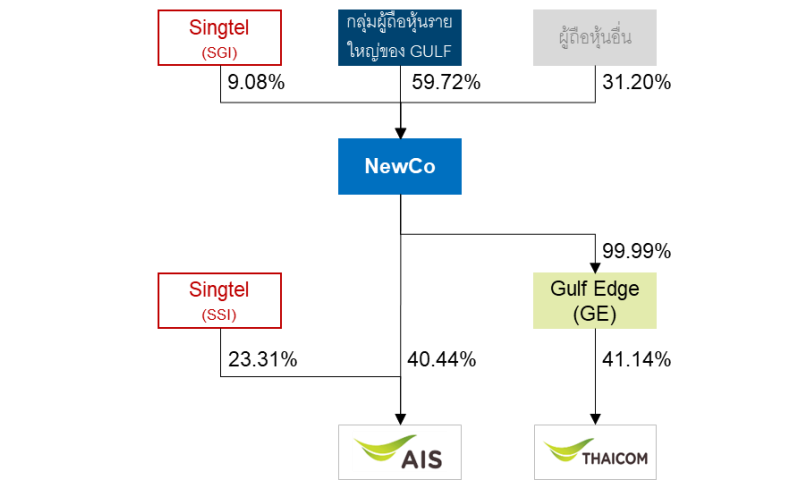 Singtel
(SGI)
กลุ่มผู้ถือหุ้นราย
ใหญ่ของ GULF
ผู้ถือหุ้นอื่น
9.08%
59.72%
31.20%
NewCo
99.99%
Singtel
(SSI)
Gulf Edge
(GE)
23.31%
40.44%
41.14%
AIS
THAICOM